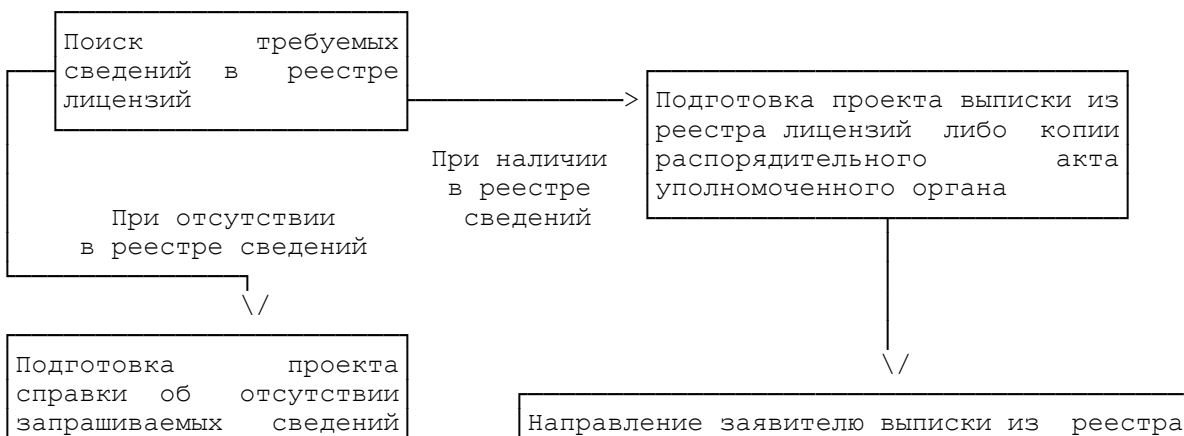 Поиск требуемых
сведений в реестре
лицензий
Подготовка проекта выписки из
реестра лицензий либо копии
распорядительного акта
уполномоченного органа
При наличии
в реестре
сведений
При отсутствии
в реестре сведений
Подготовка проекта
справки об отсутствии
запрашиваемых сведений
Направление заявителю выписки из реестра